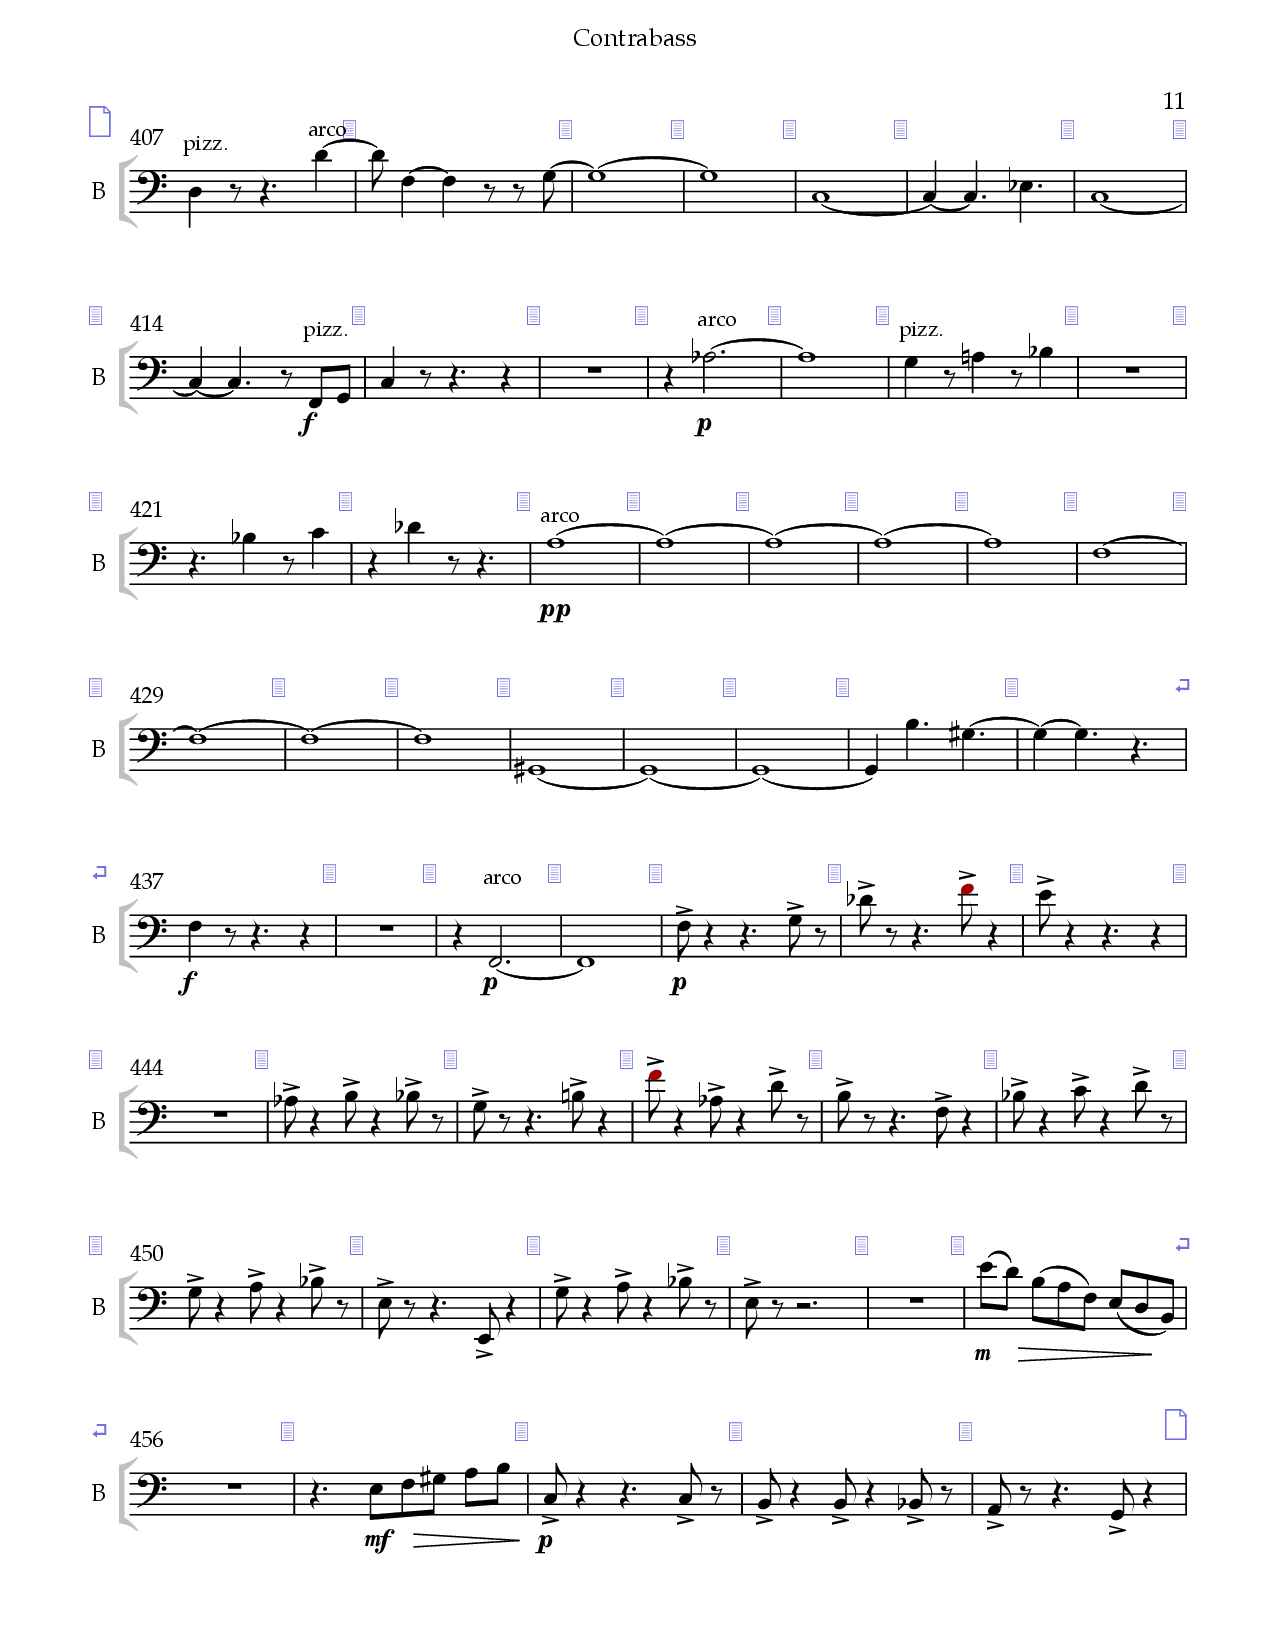 Contrabass
11
407 pizz. arco
B
414 pizz. arco pizz.
B
f p
421 arco
B
pp
429
B
437 arco
B
f p p
444
B
450
B
m
456
B
mf p